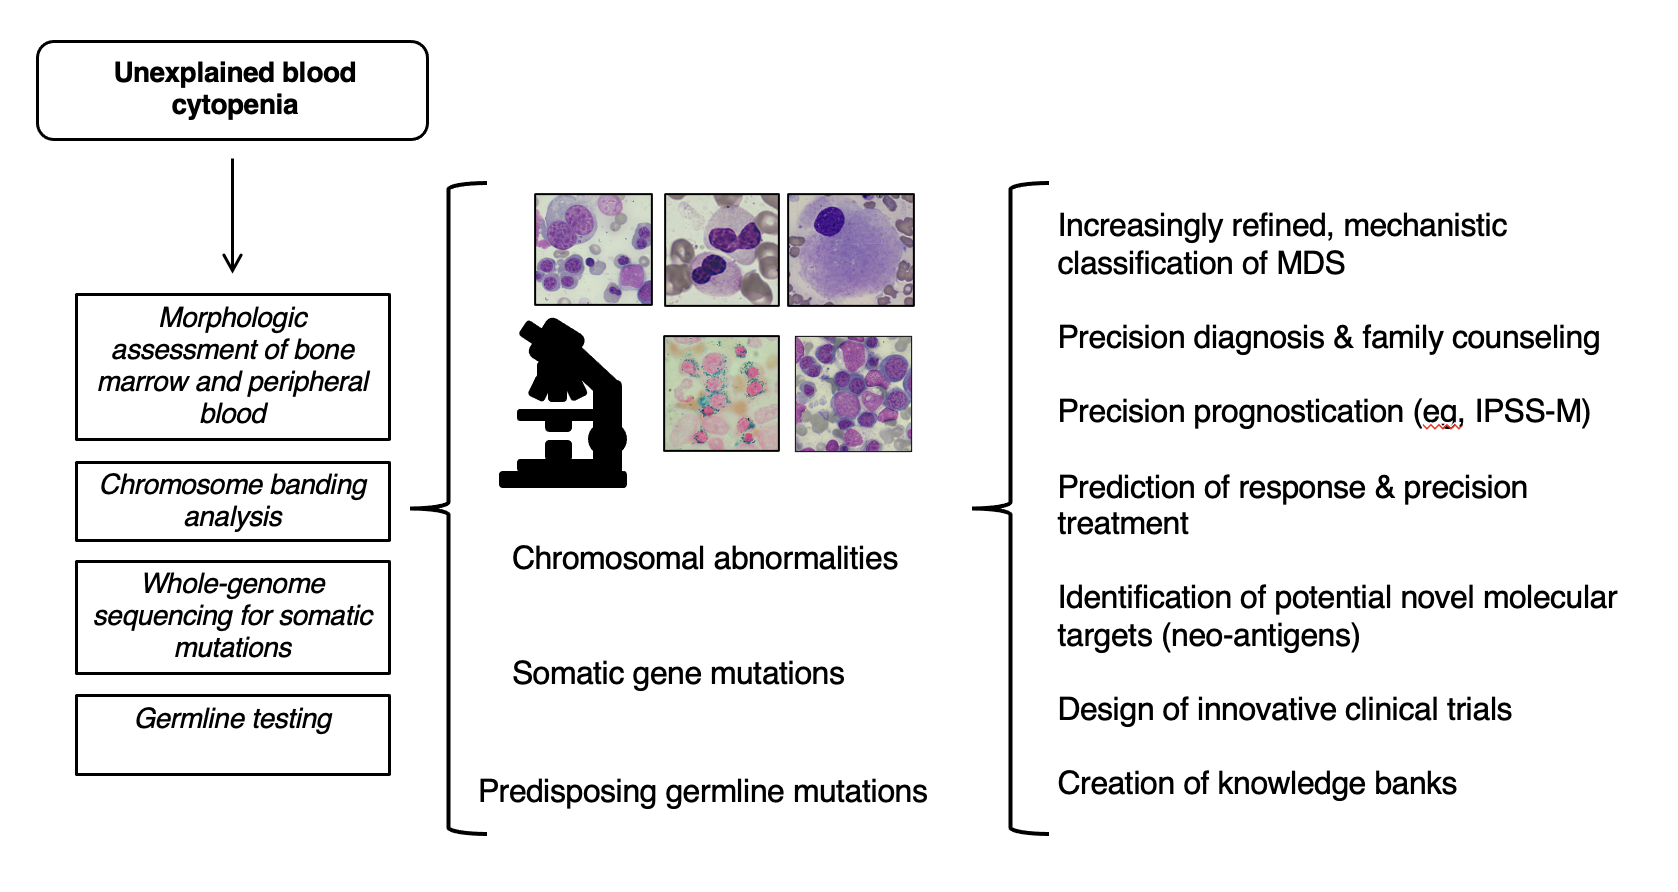 Unexplained blood
cytopenia
Morphologic
assessment of bone
marrow and peripheral
blood
Chromosome banding
analysis
Whole-genome
sequencing for somatic
mutations
Germline testing
Chromosomal abnormalities
Somatic gene mutations
Predisposing germline mutations
Increasingly refined, mechanistic
classification of MDS
Precision diagnosis & family counseling
Precision prognostication (eg, IPSS-M)
Prediction of response & precision
treatment
Identification of potential novel molecular
targets (neo-antigens)
Design of innovative clinical trials
Creation of knowledge banks